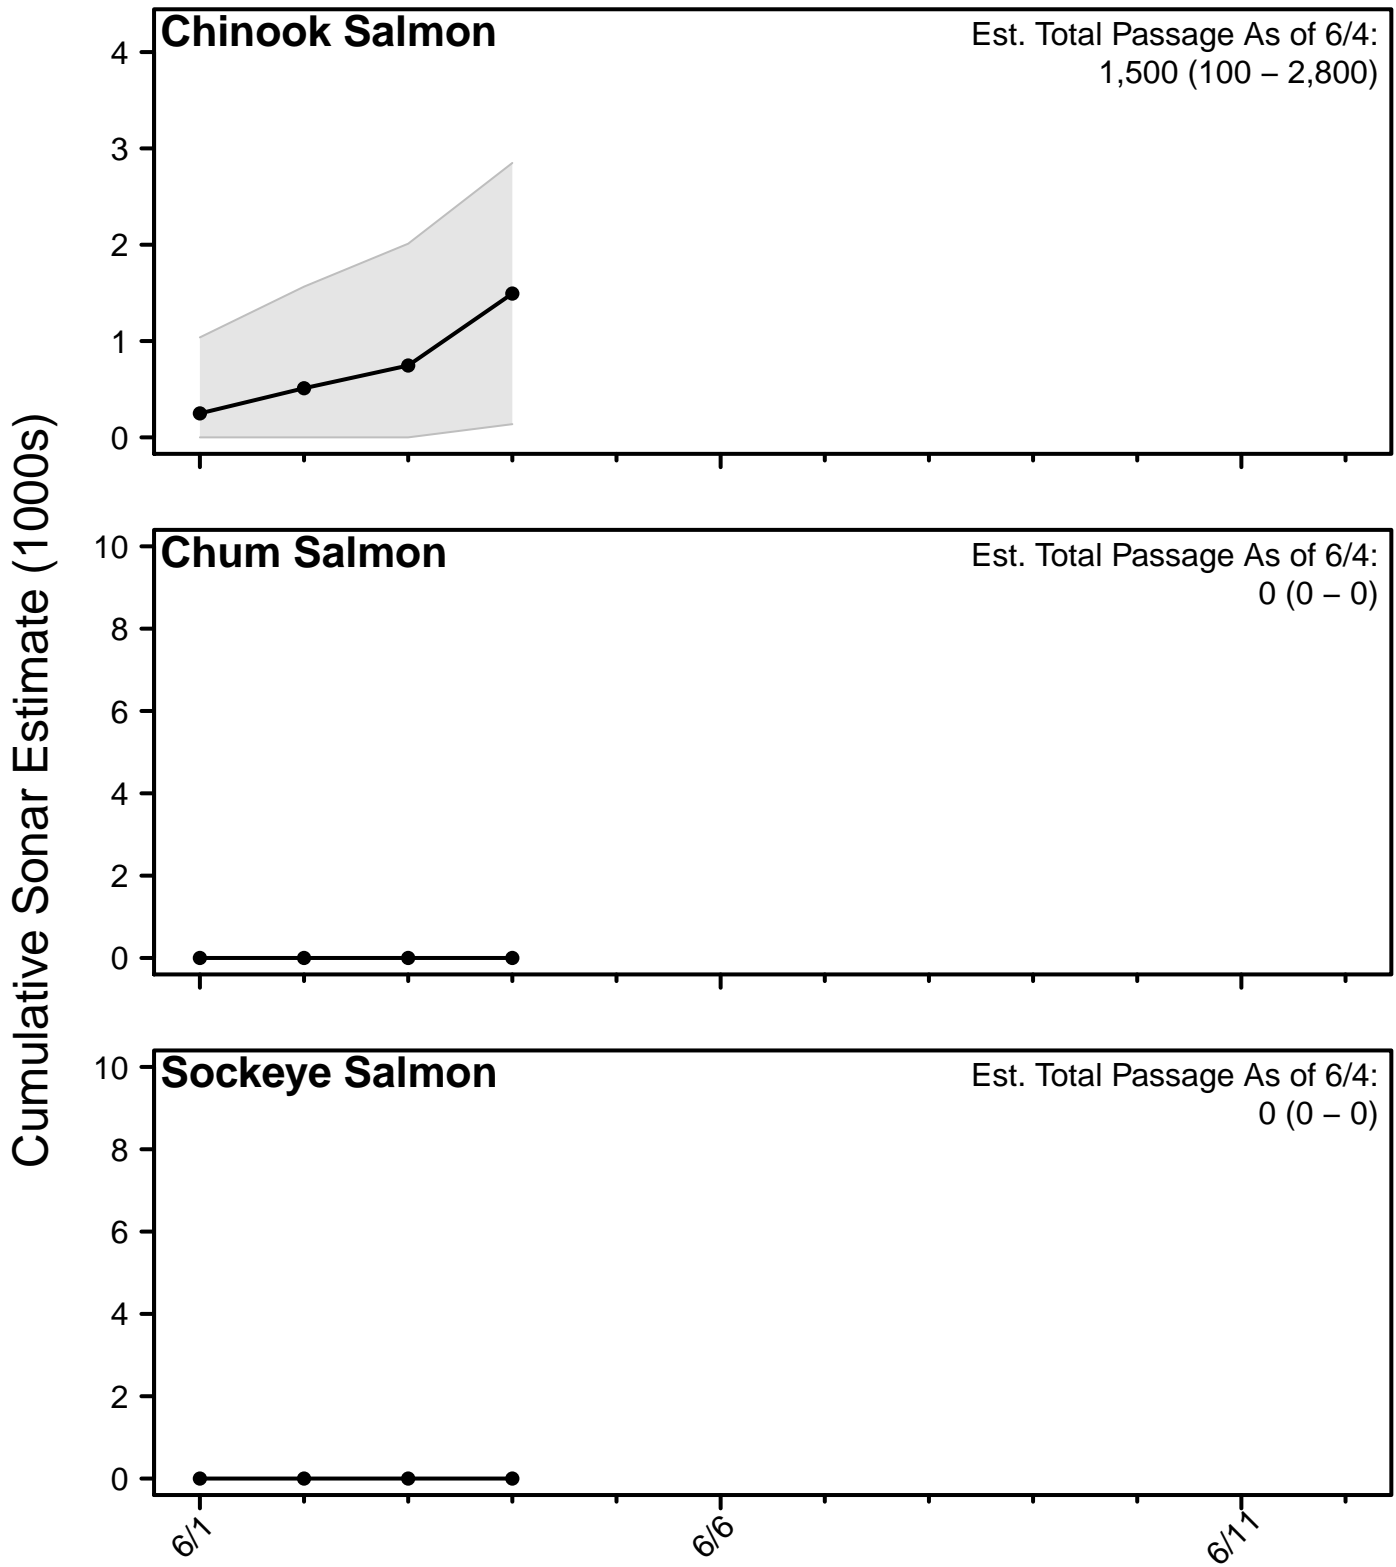 Cumulative Sonar Estimate (1000s)
Chinook Salmon
Est. Total Passage As of 6/4:
1,500 (100 – 2,800)
4
3
2
1
0
Chum Salmon
Est. Total Passage As of 6/4:
0 (0 – 0)
10
8
6
4
2
0
Sockeye Salmon
Est. Total Passage As of 6/4:
0 (0 – 0)
10
8
6
4
2
0
6/1
6/6
6/11